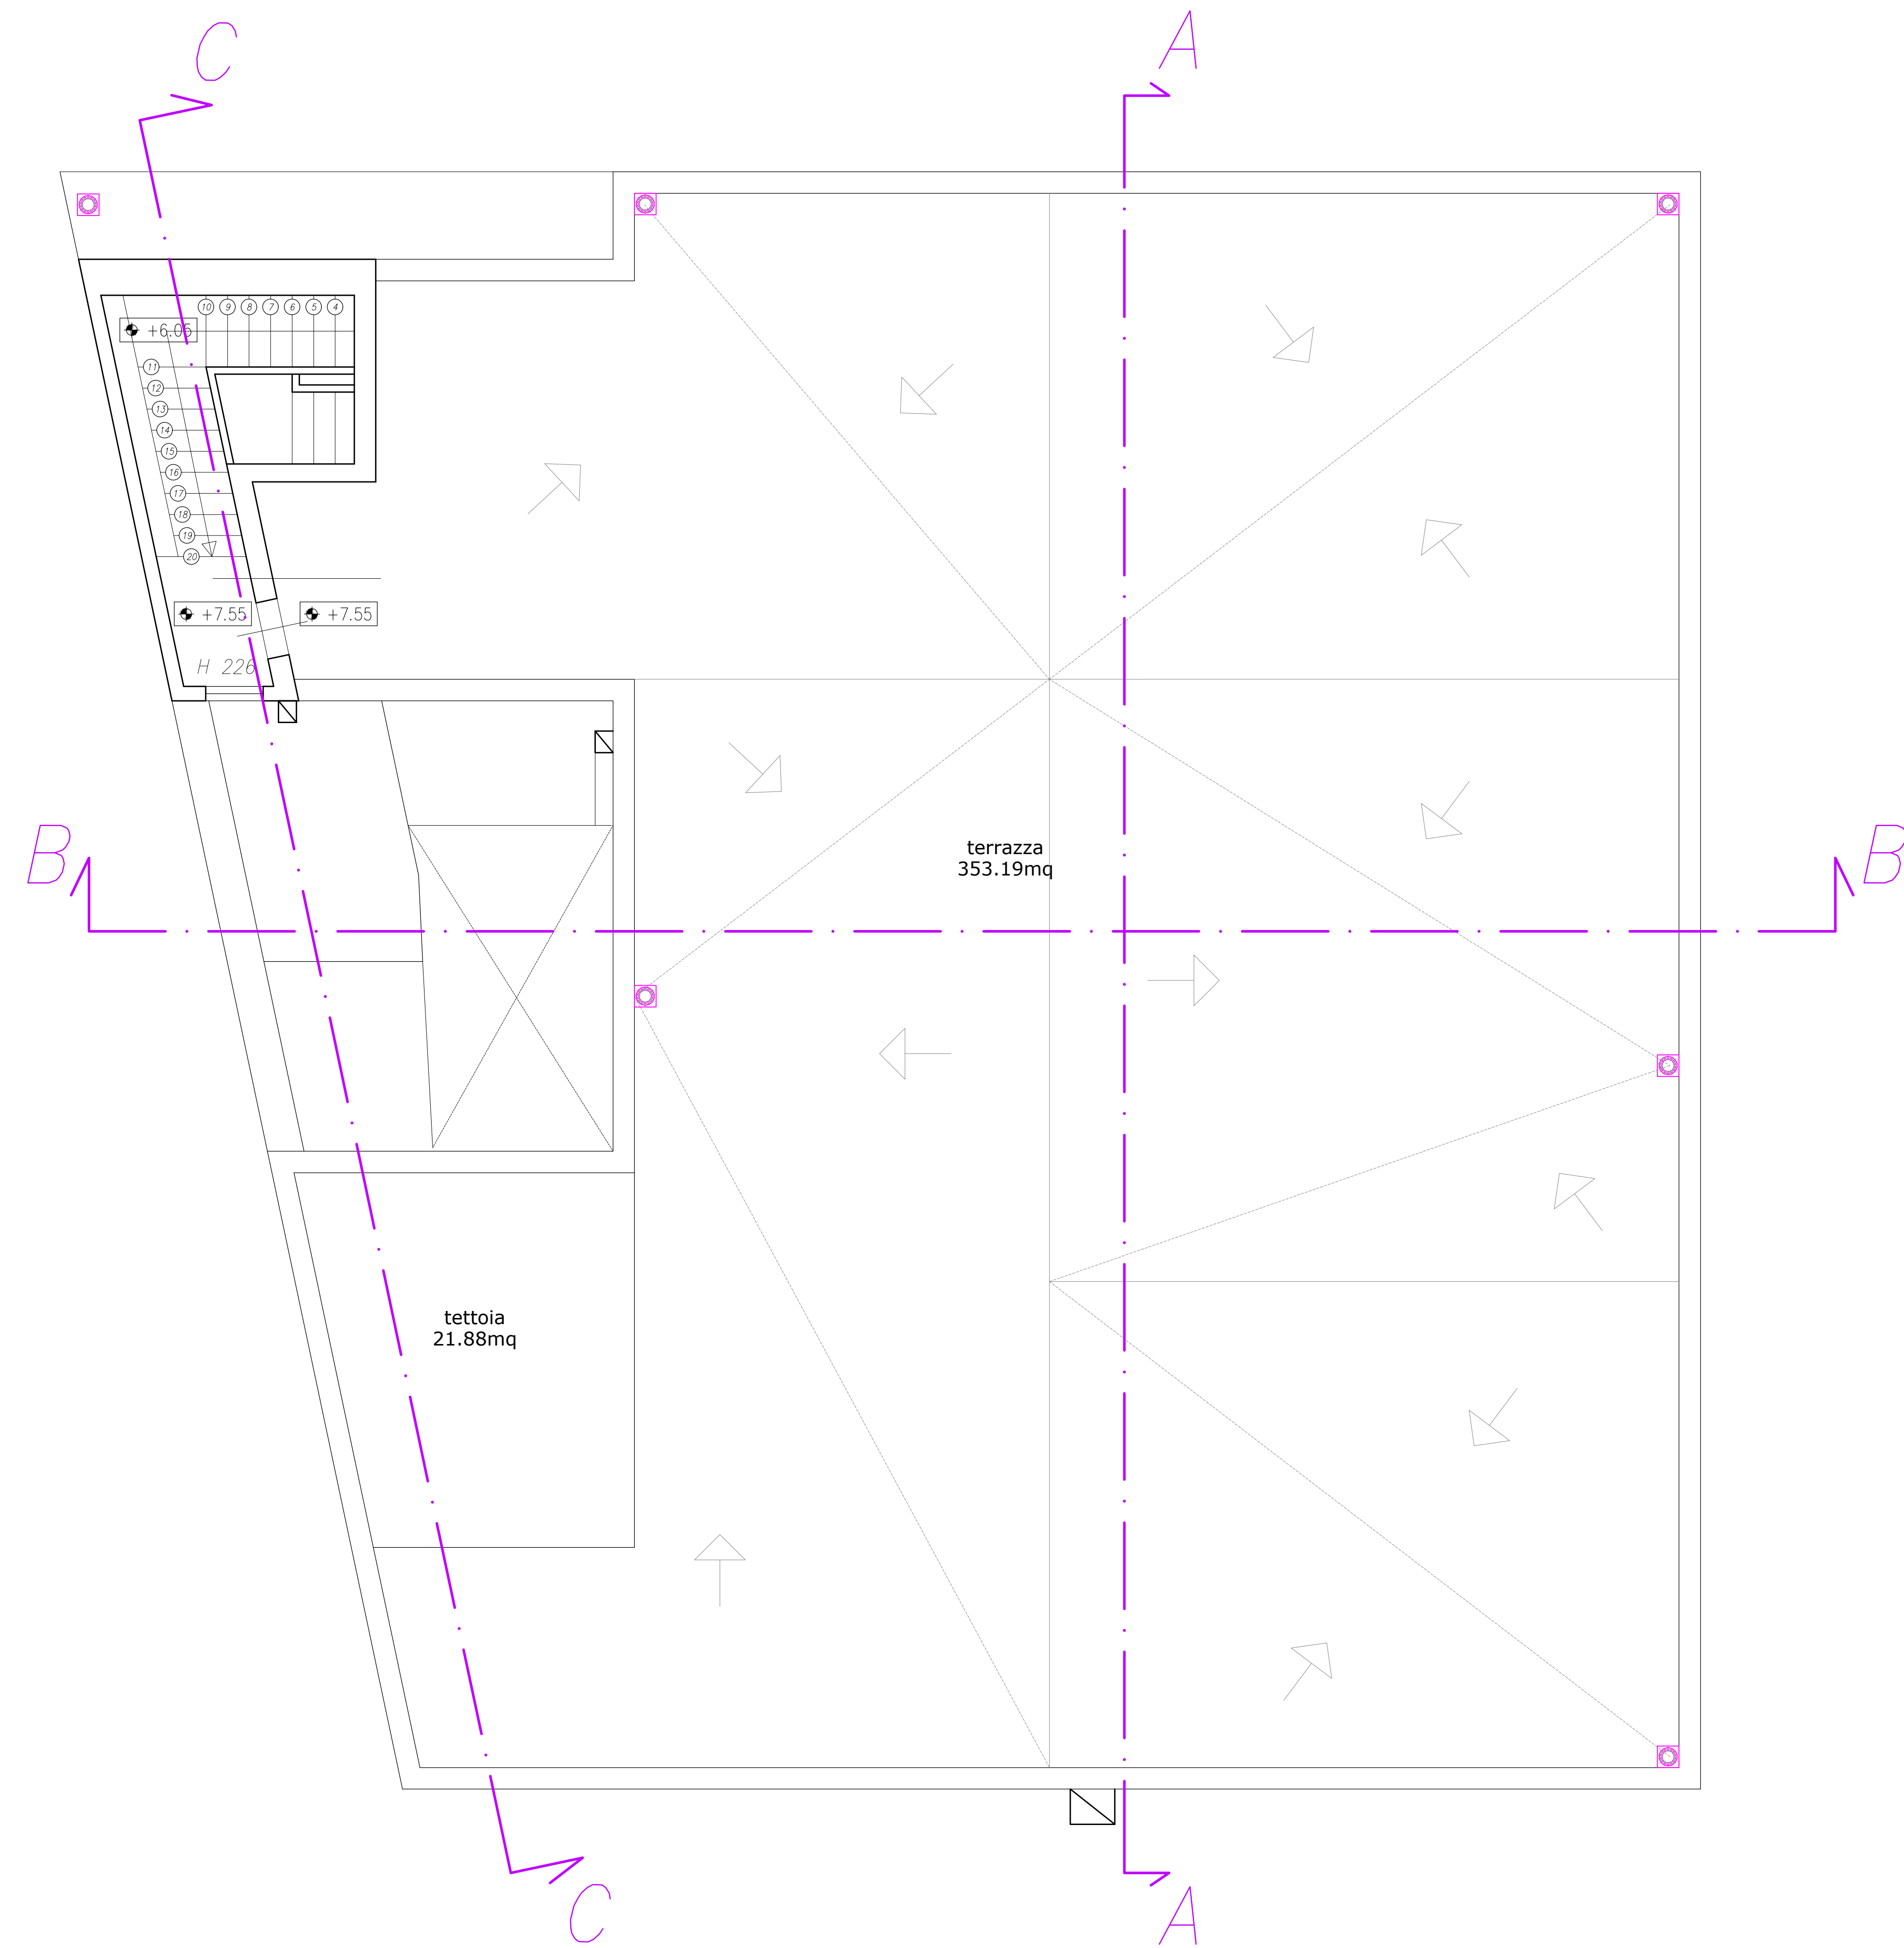 C
A
10 9 8 7 6 5 4
+6.05
11
12
13
14
15
16
17
18
19
20
+7.55 +7.55
H 226
B
B
terrazza
353.19mq
tettoia
21.88mq
C
A